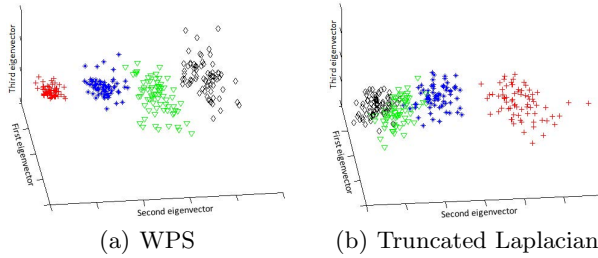 Third eigenvector
First eigenvector
Second eigenvector
(a) WPS
Third eigenvector
First eigenvector
Second eigenvector
(b) Truncated Laplacian